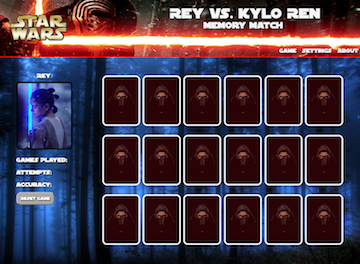 STAR WARS
REY VS. KYLO REN
MEMORY MATCH
GAME SETTINGS ABOUT
REY
GAMES PLAYED:
ATTEMPTS:
ACCURACY:
RESET GAME